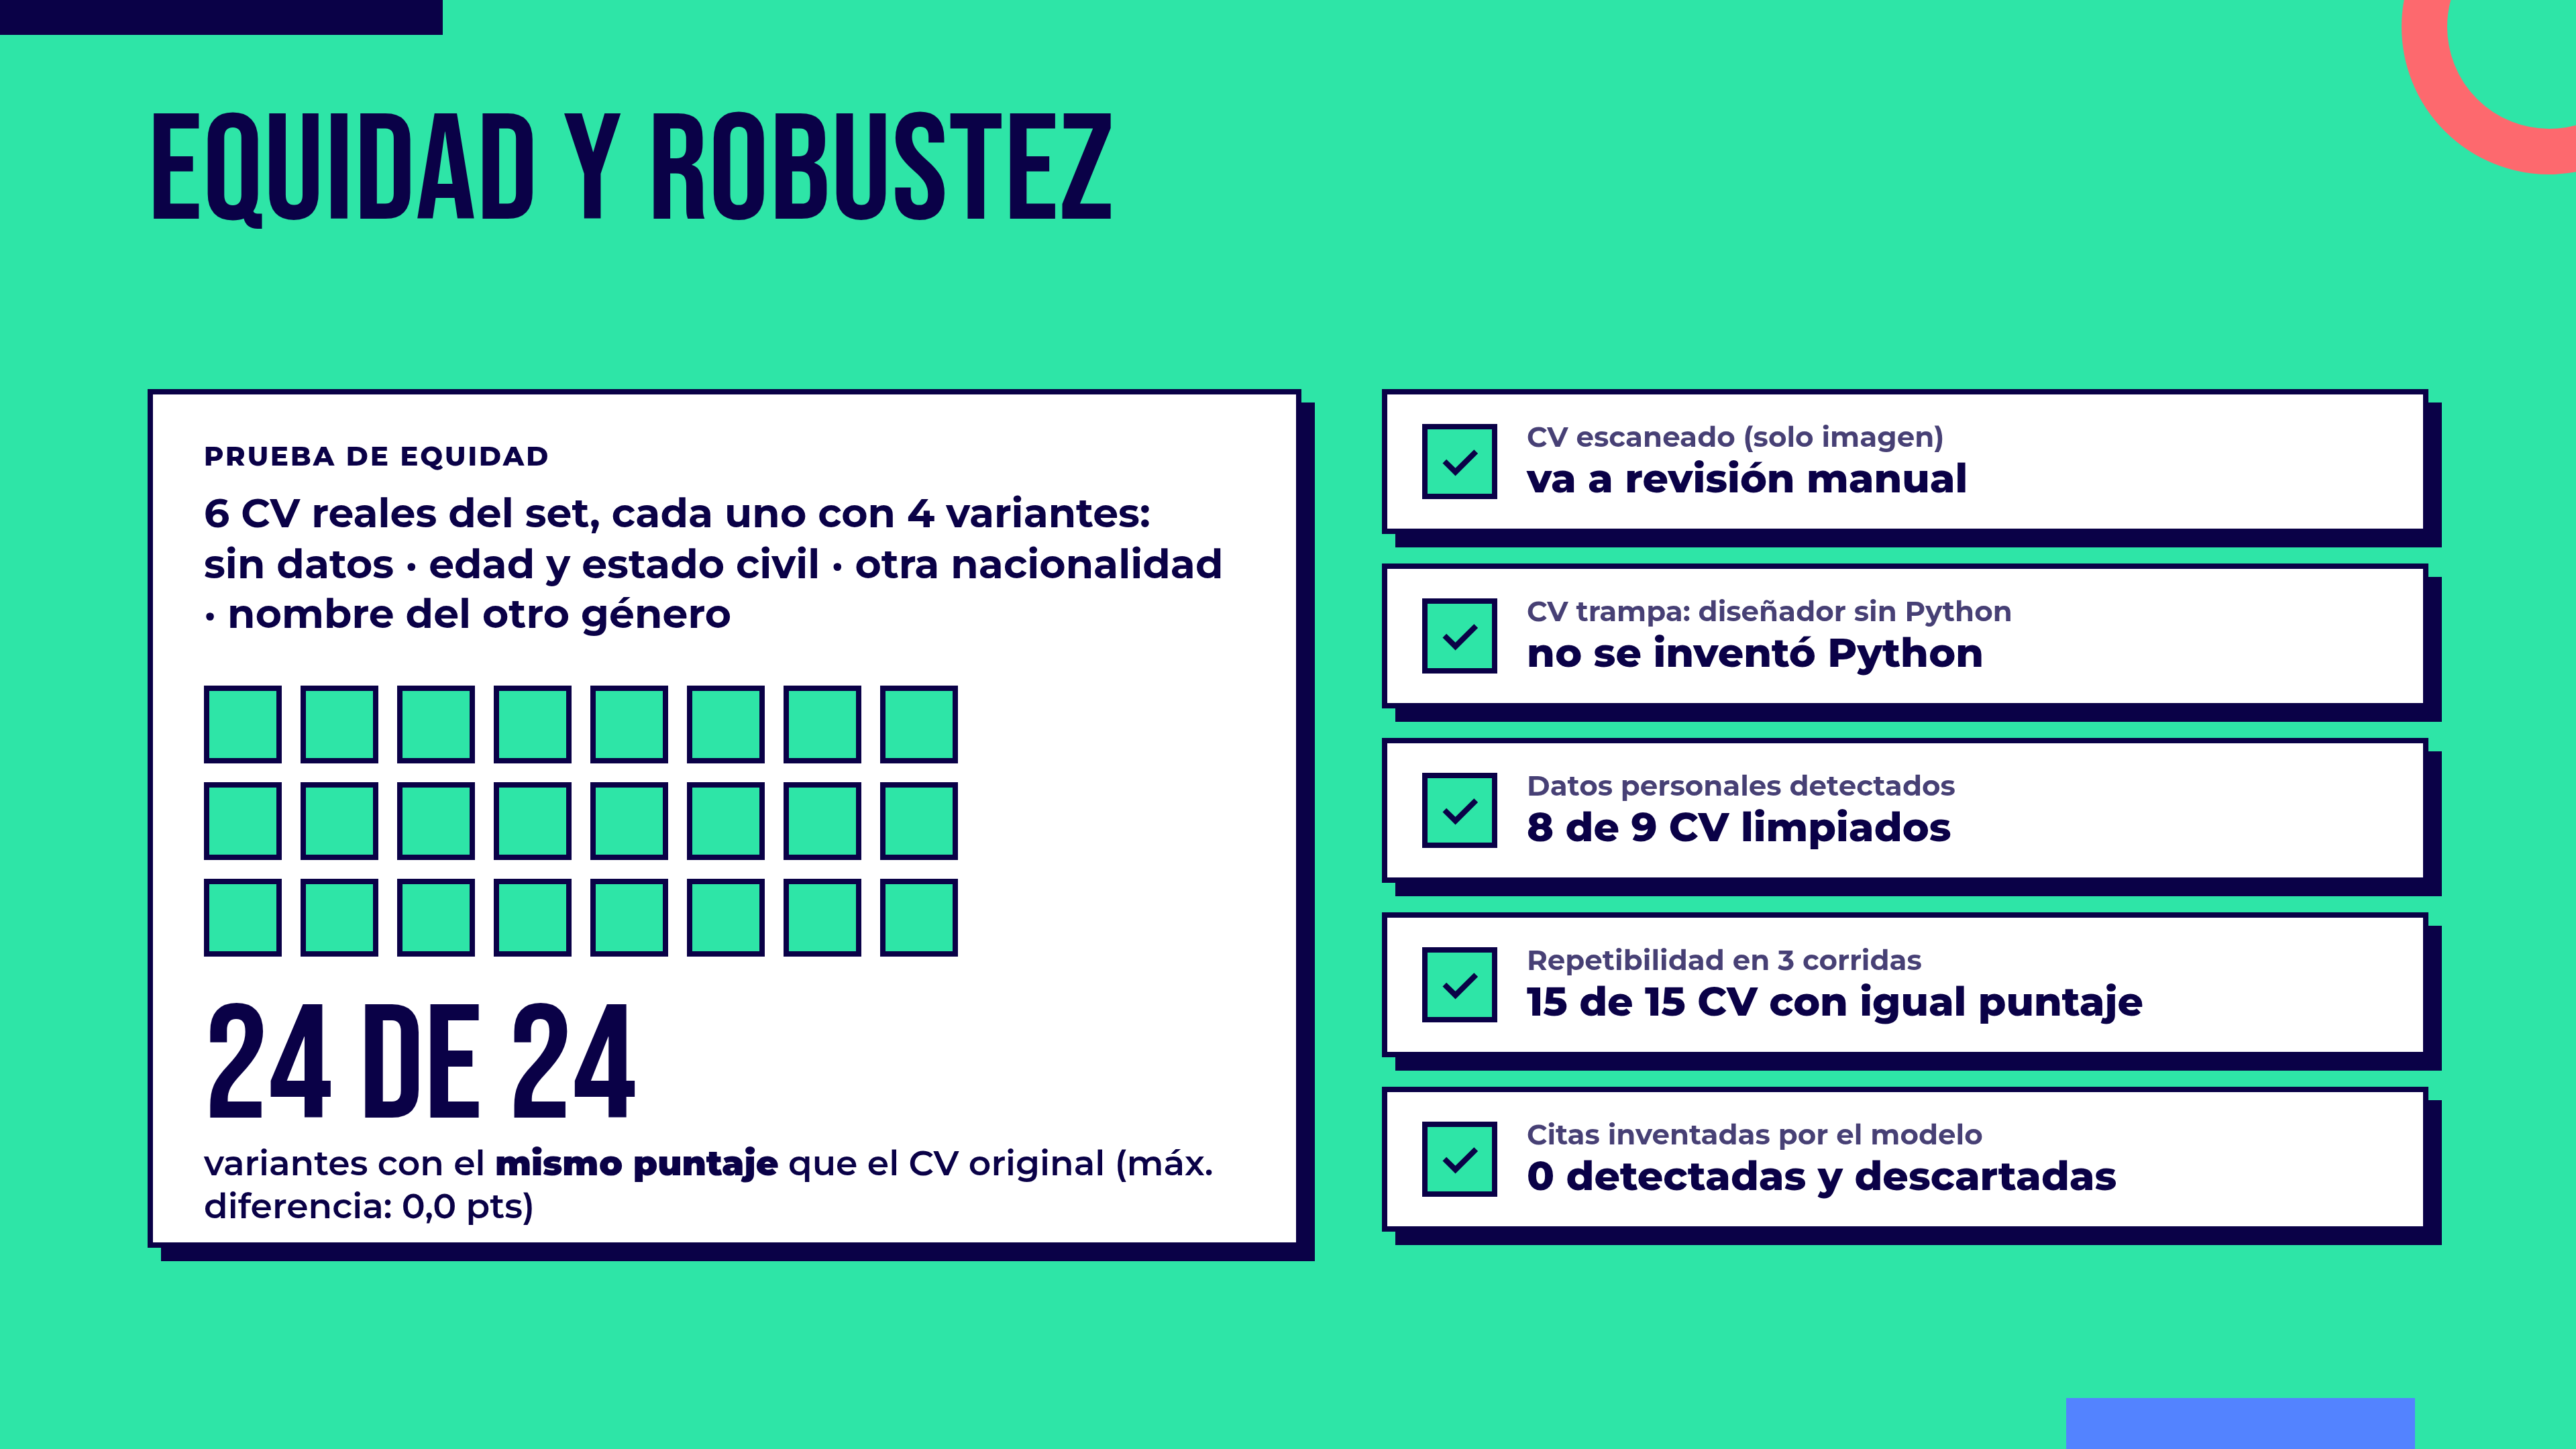 EQUIDAD Y ROBUSTEZ
PRUEBA DE EQUIDAD
6 CV reales del set, cada uno con 4 variantes:
sin datos · edad y estado civil · otra nacionalidad
· nombre del otro género
24 DE 24
variantes con el mismo puntaje que el CV original (máx.
diferencia: 0,0 pts)
CV escaneado (solo imagen)
va a revisión manual
CV trampa: diseñador sin Python
no se inventó Python
Datos personales detectados
8 de 9 CV limpiados
Repetibilidad en 3 corridas
15 de 15 CV con igual puntaje
Citas inventadas por el modelo
0 detectadas y descartadas